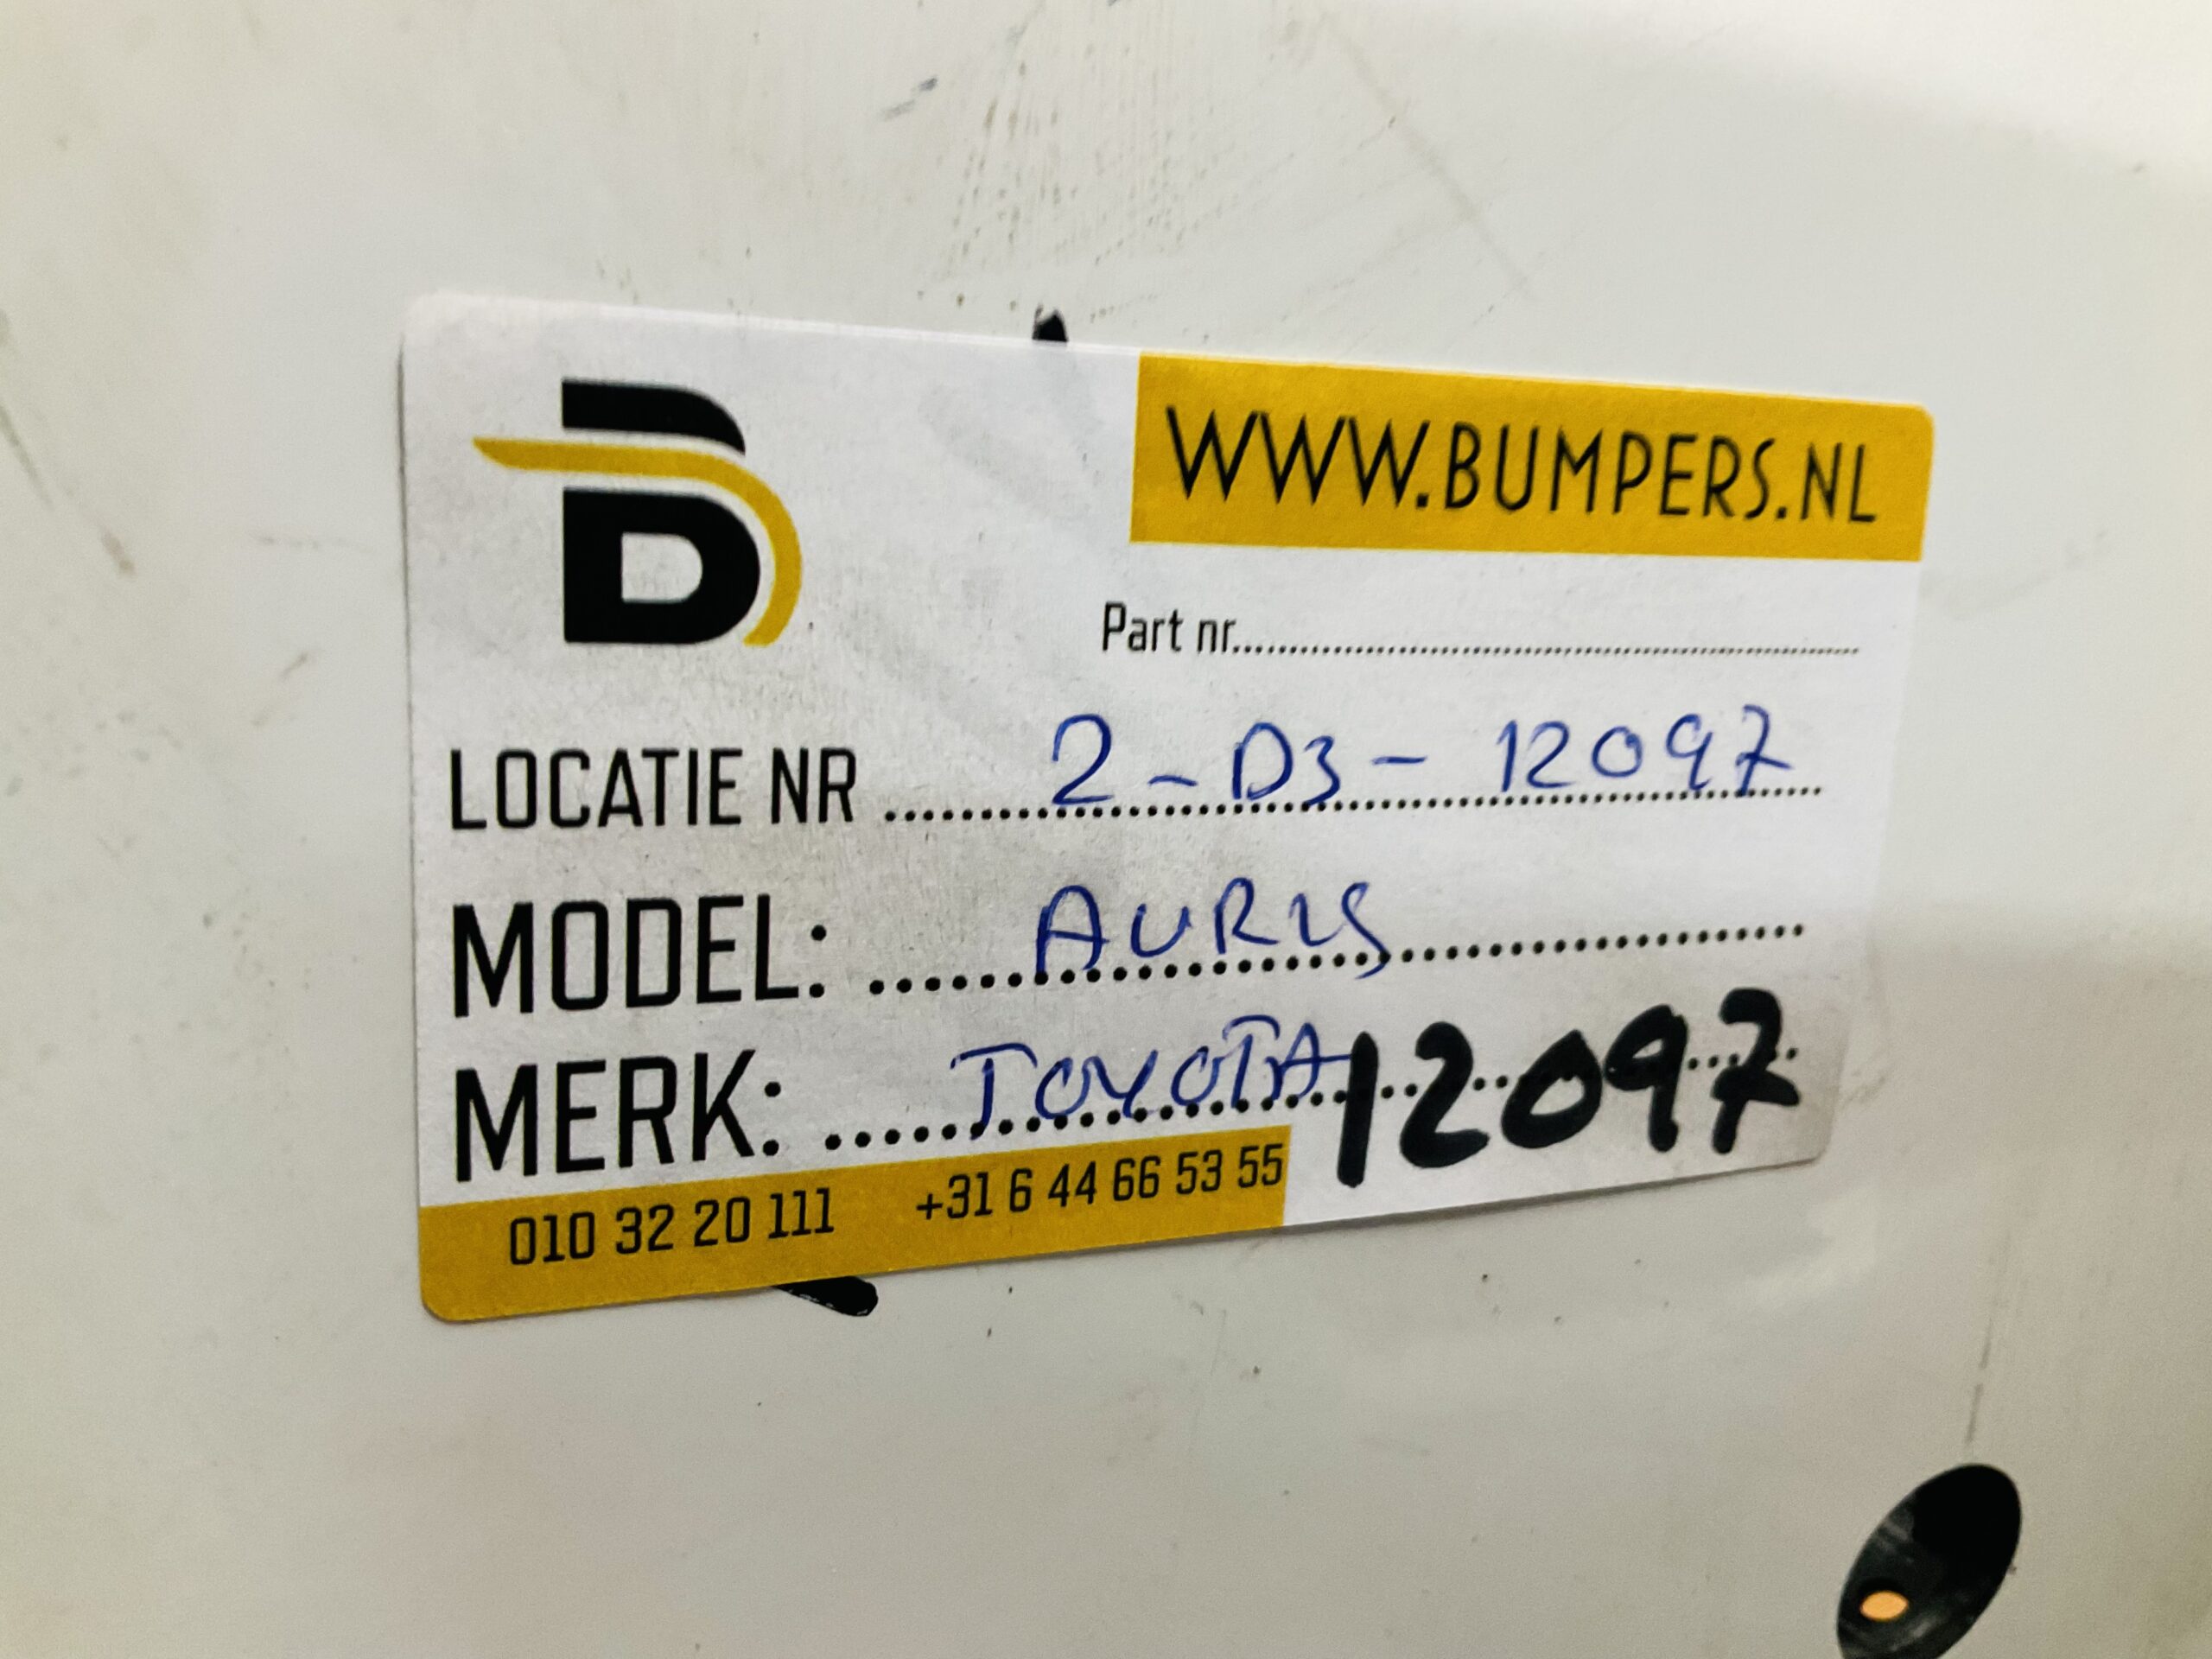 B
WWW.BUMPERS.NL
Part nr..........
LOCATIE NR .......... 2-D3-12097
MODEL: .......... AURIS
MERK: .......... TOYOTA 12097
010 32 20 111 +31 6 44 66 53 55